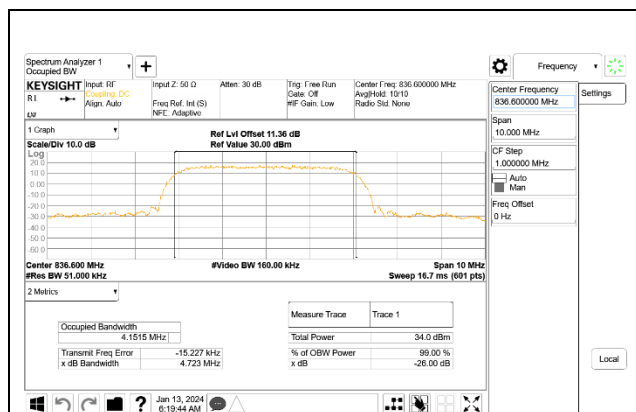 Spectrum Analyzer 1
Occupied BW
Frequency
KEYSIGHT
Input: RF
Coupling: DC
Align: Auto
Input Z: 50 Ω
Freq Ref: Int (S)
NFE: Adaptive
Atten: 30 dB
Trig: Free Run
Gate: Off
#IF Gain: Low
Center Freq: 836.600000 MHz
Avg|Hold: 10/10
Radio Std: None
Center Frequency
836.600000 MHz
Settings
Span
10.000 MHz
CF Step
1.000000 MHz
Auto
Man
Freq Offset
0 Hz
Local
1 Graph
Scale/Div 10.0 dB
Ref Lvl Offset 11.36 dB
Ref Value 30.00 dBm
Log
20.0
10.0
0.00
-10.0
-20.0
-30.0
-40.0
-50.0
-60.0
Center 836.600 MHz
#Video BW 160.00 kHz
Span 10 MHz
#Res BW 51.000 kHz
Sweep 16.7 ms (601 pts)
2 Metrics
Measure Trace
Trace 1
Occupied Bandwidth
4.1515 MHz
Total Power
34.0 dBm
Transmit Freq Error
-15.227 kHz
% of OBW Power
99.00 %
x dB Bandwidth
4.723 MHz
x dB
-26.00 dB
Jan 13, 2024
6:19:44 AM